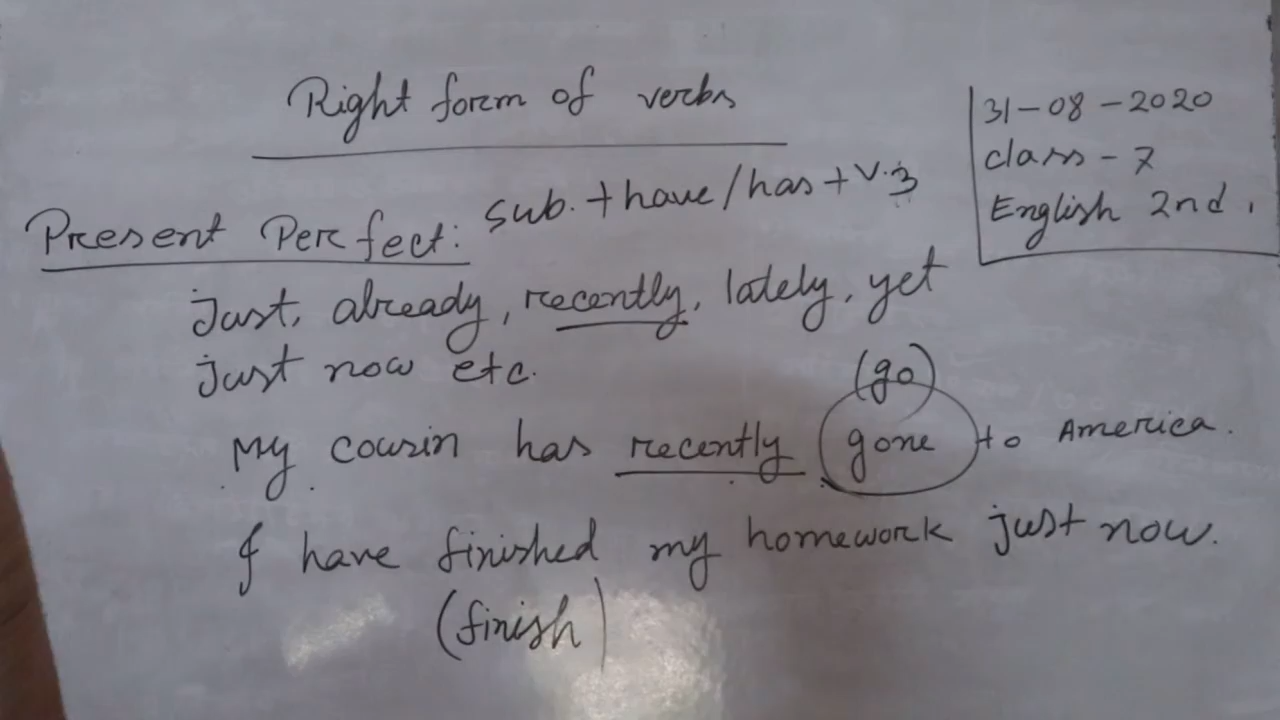 Right form of verbs
31-08-2020
class - 7
English 2nd.
Present Perfect: sub. + have/has + v.3
Just, already, recently, lately, yet
just now etc.
(go)
My cousin has recently gone to America.
I have finished my homework just now.
(finish)